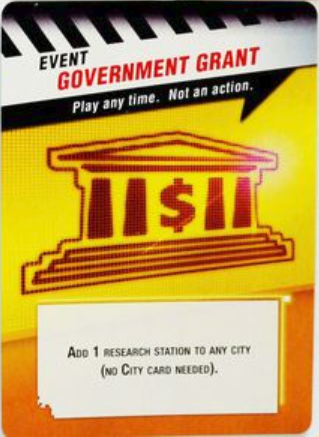 EVENT
GOVERNMENT GRANT
Play any time. Not an action.
$
ADD 1 RESEARCH STATION TO ANY CITY
(NO CITY CARD NEEDED).